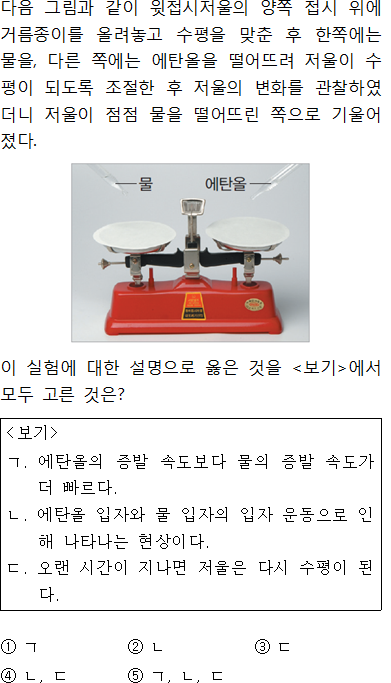 다음 그림과 같이 윗접시저울의 양쪽 접시 위에
거름종이를 올려놓고 수평을 맞춘 후 한쪽에는
물을, 다른 쪽에는 에탄올을 떨어뜨려 저울이 수
평이 되도록 조절한 후 저울의 변화를 관찰하였
더니 저울이 점점 물을 떨어뜨린 쪽으로 기울어
졌다.
물 에탄올
이 실험에 대한 설명으로 옳은 것을 <보기>에서
모두 고른 것은?
<보기>
ㄱ. 에탄올의 증발 속도보다 물의 증발 속도가
더 빠르다.
ㄴ. 에탄올 입자와 물 입자의 입자 운동으로 인
해 나타나는 현상이다.
ㄷ. 오랜 시간이 지나면 저울은 다시 수평이 된
다.
① ㄱ ② ㄴ ③ ㄷ
④ ㄴ, ㄷ ⑤ ㄱ, ㄴ, ㄷ